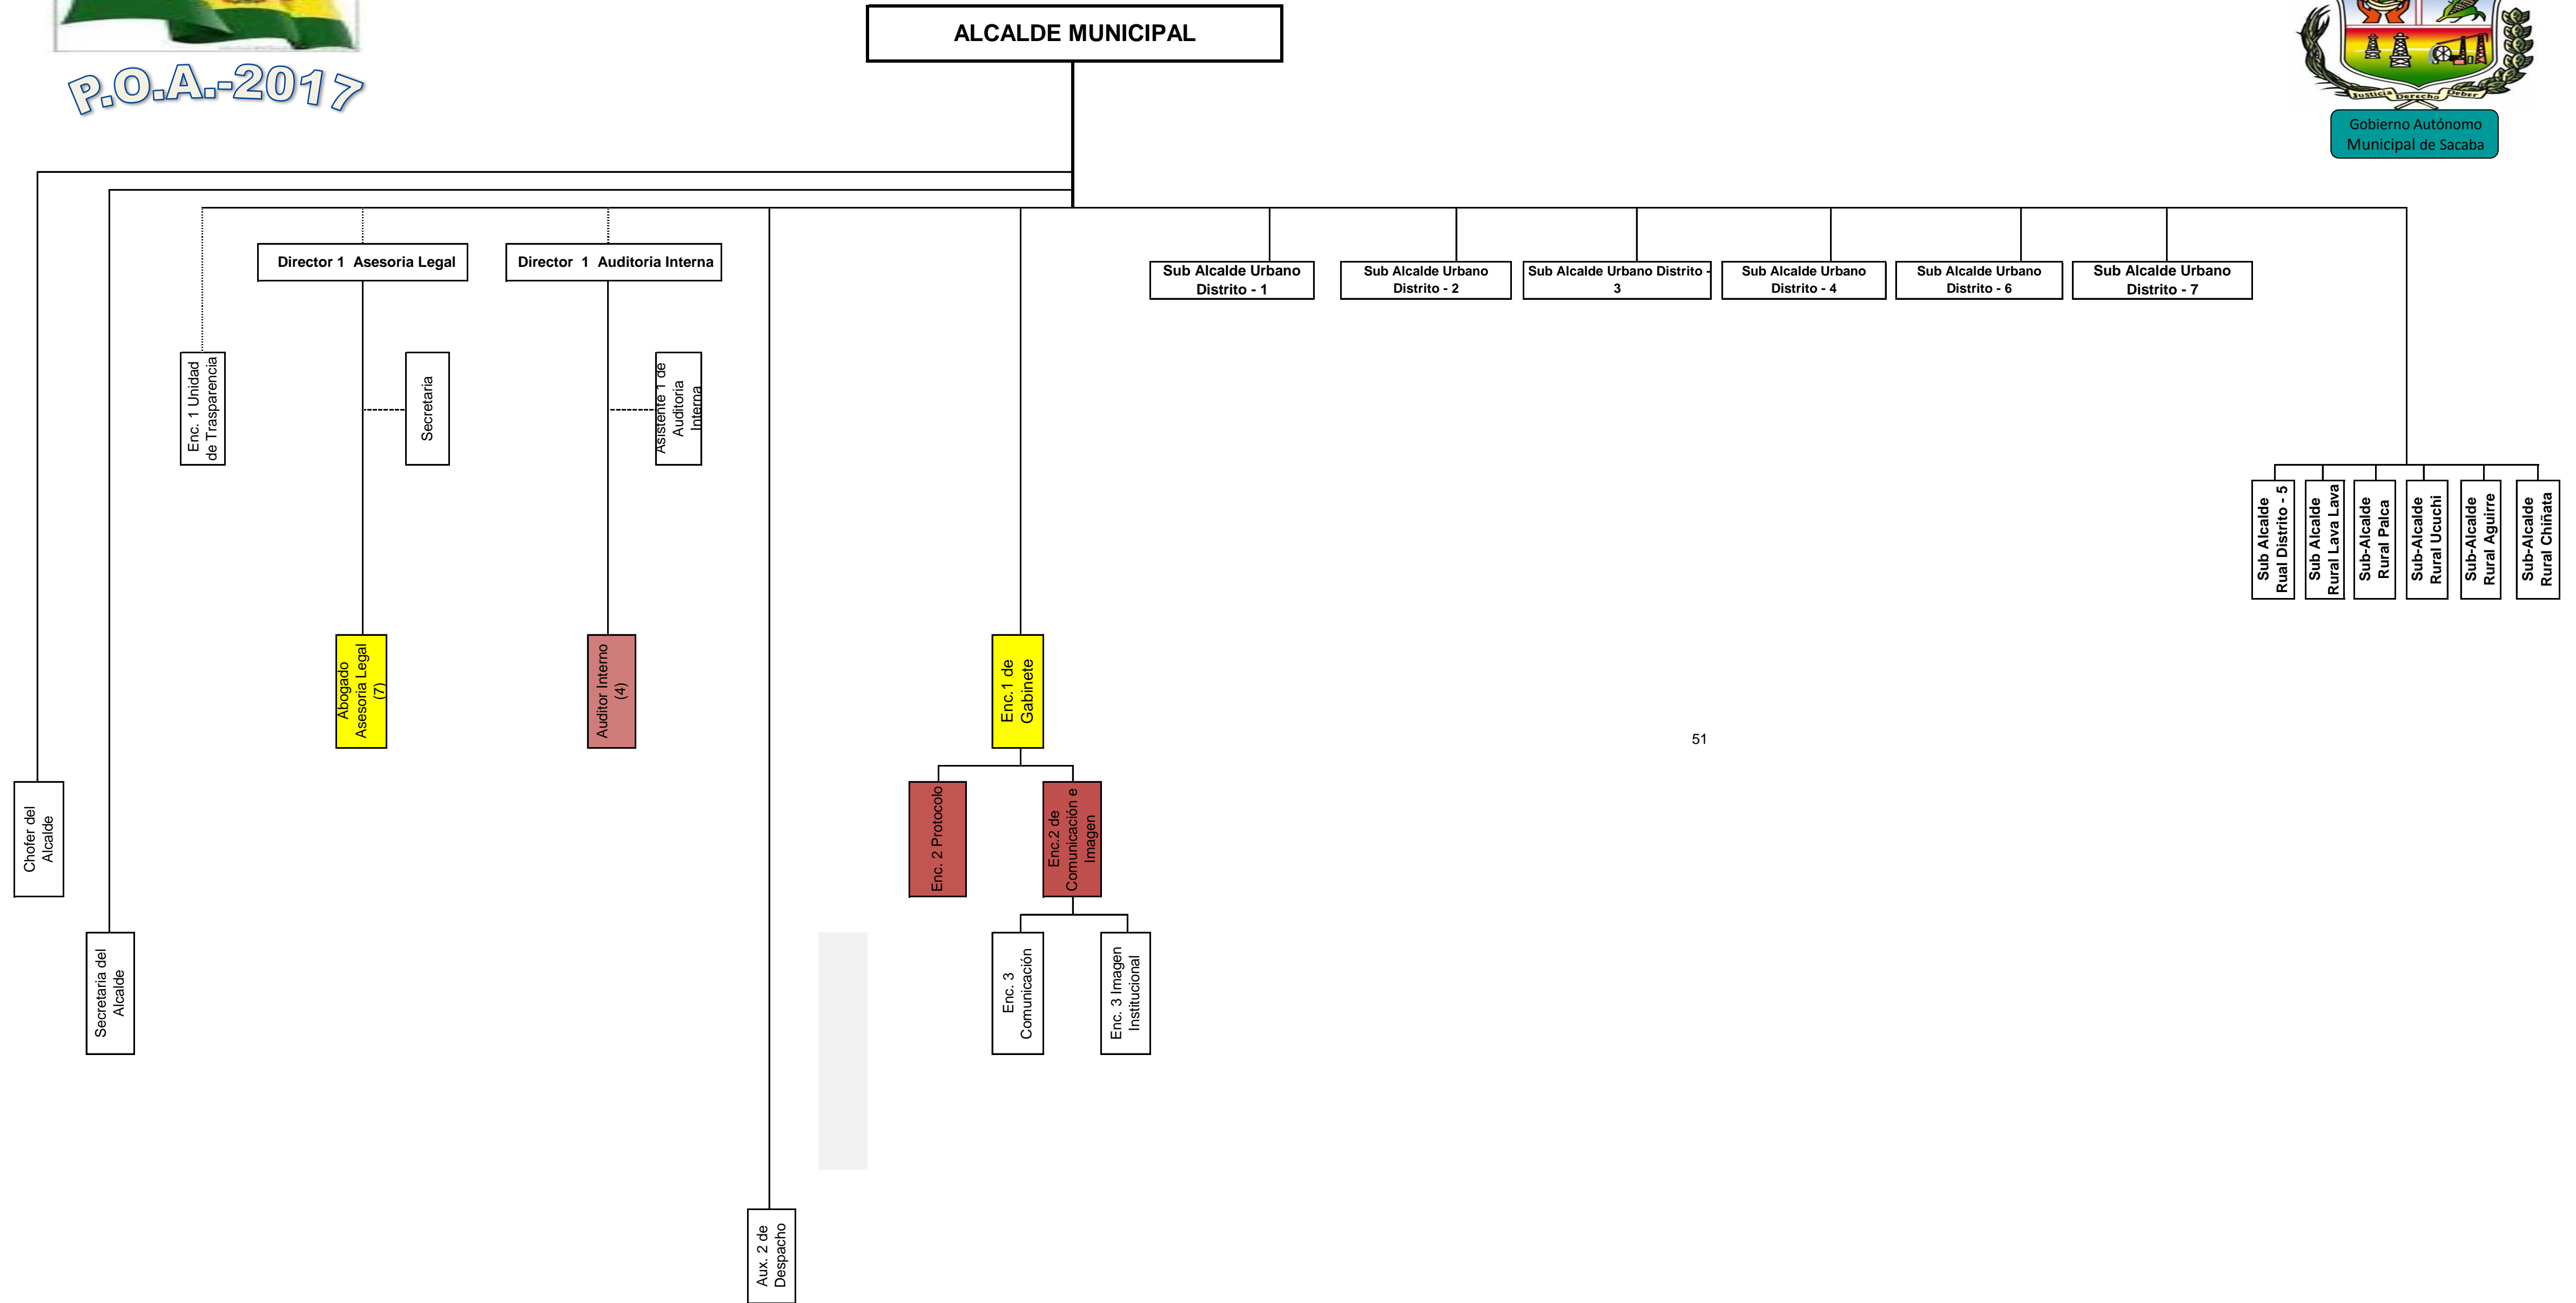 ALCALDE MUNICIPAL
P.O.A.-2017
Justicia Derecho Deber
Gobierno Autónomo
Municipal de Sacaba
Director 1 Asesoria Legal
Director 1 Auditoria Interna
Sub Alcalde Urbano
Distrito - 1
Sub Alcalde Urbano
Distrito - 2
Sub Alcalde Urbano Distrito -
3
Sub Alcalde Urbano
Distrito - 4
Sub Alcalde Urbano
Distrito - 6
Sub Alcalde Urbano
Distrito - 7
Enc. 1 Unidad
de Trasparencia
Secretaria
Asistente 1 de
Auditoria
Interna
Sub Alcalde
Rual Distrito - 5
Sub Alcalde
Rural Lava Lava
Sub-Alcalde
Rural Palca
Sub-Alcalde
Rural Ucuchi
Sub-Alcalde
Rural Aguirre
Sub-Alcalde
Rural Chiñata
Abogado
Asesoria Legal
(7)
Auditor Interno
(4)
Enc.1 de
Gabinete
51
Chofer del
Alcalde
Enc. 2 Protocolo
Enc.2 de
Comunicación e
Imagen
Secretaria del
Alcalde
Enc. 3
Comunicación
Enc. 3 Imagen
Institucional
Aux. 2 de
Despacho